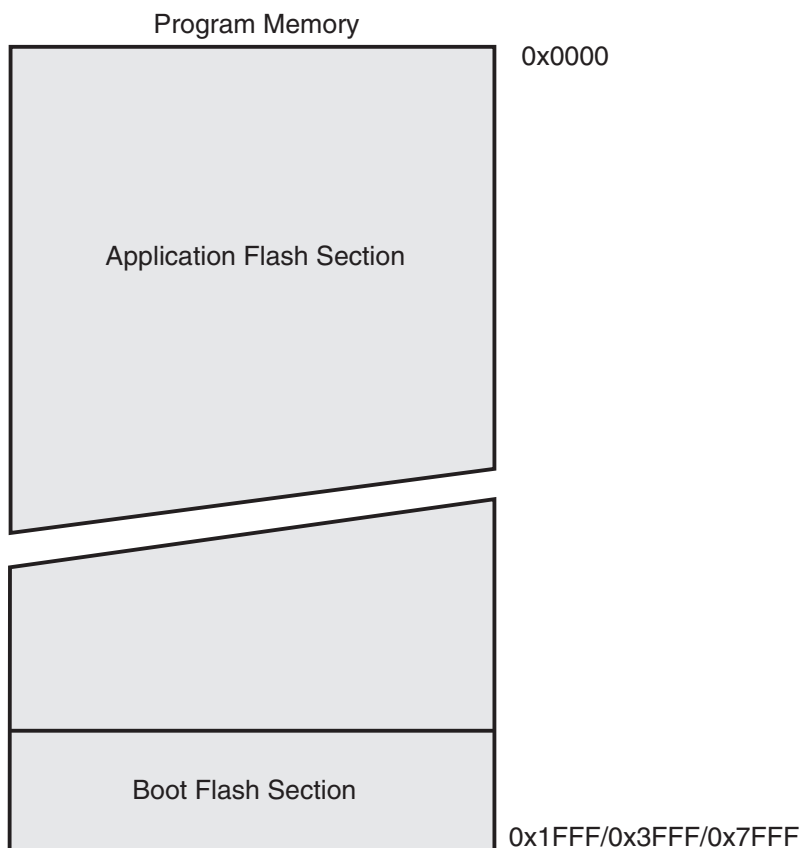 Program Memory
0x0000
Application Flash Section
Boot Flash Section
0x1FFF/0x3FFF/0x7FFF